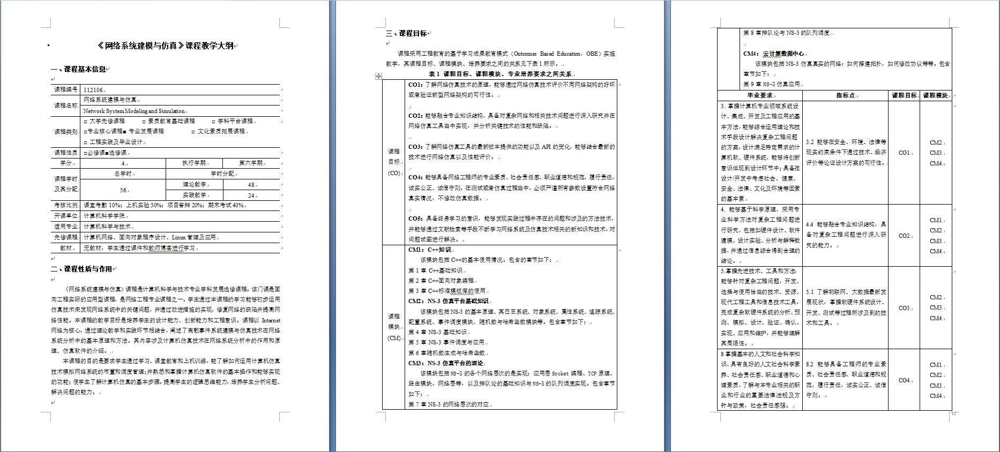 《网络系统建模与仿真》课程教学大纲
一、课程基本信息
课程编号 112106
课程名称 网络系统建模与仿真
Network System Modeling and Simulation
课程类别 □ 大学先修课程 □ 素质教育基础课程 □ 学科平台课程
□专业核心课程■ 专业发展课程 □ 文化素质拓展课程
□ 工程实践及毕业设计
课程性质 □必修课■选修课
学分 4 执行学期 第六学期
课程学时及其分配 总学时 学时分配
56 理论教学 48
实践教学 24
考核比例 课堂考勤 10%；上机实验 30%；项目答辩 20%；期末考试 40%
开课单位 计算机科学学院
适用专业 计算机科学与技术
先修课程 计算机网络、面向对象程序设计、Linux 管理及应用
教材 无教材，学生通过课件和教师博客进行学习
二、课程性质与作用
《网络系统建模与仿真》课程是计算机科学与技术专业学科发展选修课程。该门课是面
向工程实际的应用型课程，是网络工程专业课程之一。学生通过本课程的学习能够初步运用
仿真技术来发现网络系统中的关键问题，并通过改进措施的实现，修复网络的缺陷并提高网
络性能。本课程的教学目标是培养学生的设计能力、创新能力和工程意识。课程以 Internet
网络为核心，通过理论教学和实践环节相结合，阐述了离散事件系统建模与仿真技术在网络
系统分析中的基本原理和方法。其内容涉及计算机仿真技术在网络系统分析中的作用和原
理、仿真软件的介绍。
本课程的目的是要求学生通过学习、课堂教育和上机训练，能了解如何运用计算机仿真
技术模拟网络系统的布置和调度管理；并熟悉和掌握计算机仿真软件的基本操作和能够实现
的功能；使学生了解计算机仿真的基本步骤。提高学生的逻辑思维能力，培养学生分析问题、
解决问题的能力。
三、课程目标
课程采用工程教育的基于学习成果教育模式（Outcomes Based Education，OBE）实施
教学，其课程目标、课程模块、培养要求之间的关系见下表 1 所示。
表 1 课程目标、课程模块、专业培养要求之间关系
课程
目标
(CO)
CO1：了解网络仿真技术的原理，能够通过网络仿真技术评价不同网络架构的好坏
或者验证新型网络架构的可行性。
CO2：能够融合专业知识结构，具备对复杂网络和相关技术问题进行深入研究并在
网络仿真工具当中实现，并分析关键技术的性能和缺陷。
CO3：了解网络仿真工具的最新版本提供的功能以及 API 的变化，能够结合最新的
技术进行网络仿真以及性能评价。
CO4：能够具备网络工程师的专业素质、社会责任感、职业道德和规范，履行责任，
诚实公正、诚信守则。在测试或者仿真过程当中，必须严谨所有参数设置符合网络
真实情况，不修改仿真数据。
CO5：具备终身学习的意识，能够发现实践过程中存在的问题和涉及的方法技术，
并能够通过文献检索等手段不断学习网络系统及仿真技术相关的新知识和技术，对
问题试图进行解决。
课程
模块
(CM)
CM1：C++知识
该模块包括 C++的基本使用情况。包含的章节如下：
第 1 章 C++基础知识
第 2 章 C++面向对象编程
第 3 章 C++标准模版库的使用
CM2：NS-3 仿真平台基础知识
该模块包括 NS-3 的基本原理、其日志系统、对象系统、属性系统、追踪系统、
配置系统、事件调度模块、随机数与哈希函数模块等。包含章节如下：
第 4 章 NS-3 基础知识
第 5 章 NS-3 事件调度与应用
第 6 章随机数生成与哈希函数
CM3：NS-3 仿真平台的理论
该模块包括 NS-3 的各个网络层次的是实现：应用层 Socket 编程、TCP 原理、
路由模块、网络层等，以及排队论的基础知识与 NS-3 的队列调度实现。包含章节
如下：
第 7 章 NS-3 的网络层次的对应
第 8 章排队论与 NS-3 的队列调度
CM4：云计算数据中心
该模块包括 NS-3 仿真真实的网络：如何搭建拓扑，如何修改协议等等。包含
章节如下：
第 9 章 NS-3 仿真应用
毕业要求 指标点 课程目标 课程模块
3. 掌握计算机专业领域系统设
计、集成、开发及工程应用的基
本方法，能够综合运用理论和技
术手段设计解决复杂工程问题
的方案，设计满足特定需求的计
算机软、硬件系统，能够将创新
意识体现到设计环节中；具备在
设计/开发中考虑社会、健康、
安全、法律、文化及环境等因素
的基本素
3.2 能够在安全、环境、法律等
现实约束条件下通过技术、经济
评价等论证设计方案的可行性。
CO1
CM2
CM3
CM4
4. 能够基于科学原理，采用专
业科学方法对复杂工程问题进
行研究，包括如硬件设计、软件
建模、设计实验、分析与解释数
据，并通过信息综合得到合理的
结论。
4.4 能够融合专业知识结构，具
备对复杂工程问题进行深入研
究的能力。
CO2
CM1
CM2
CM3
CM4
5.掌握先进技术、工具和方法，
能够针对复杂工程问题，开发、
选择与使用恰当的技术、资源、
现代工程工具和信息技术工具，
完成复杂软硬件系统的分析、预
测、模拟、设计、验证、确认、
实现、应用和维护，并能够理解
其局限性。
5.1 了解物联网、大数据最新发
展现状，掌握软硬件系统设计、
开发、测试等过程所涉及到的技
术和工具。
CO3
CM2
CM3
CM4
8 掌握基本的人文和社会科学知
识，具有良好的人文社会科学素
养、社会责任感、职业道德和心
理素质，了解与本专业相关的职
业和行业的重要法律法规及方
针与政策，社会责任感强。
8.2 能够具备工程师的专业素
质、社会责任感、职业道德和规
范，履行责任，诚实公正、诚信
守则。
CO4
CM1
CM2
CM3
CM4